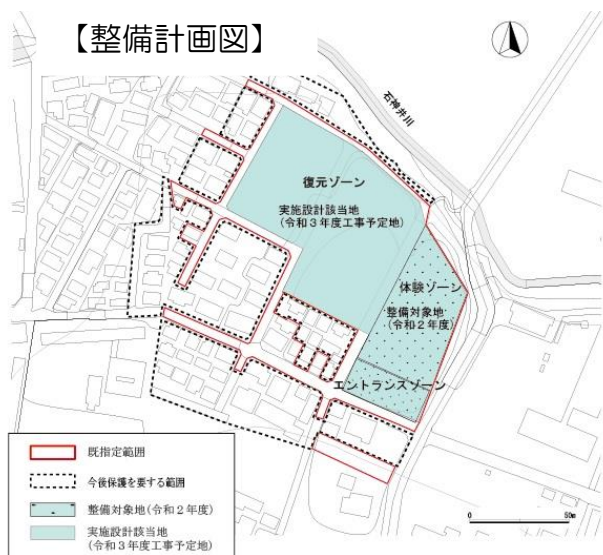 【整備計画図】
石神井川
復元ゾーン
実施設計該当地
(令和3年度工事予定地)
体験ゾーン
整備対象地
(令和2年度)
エントランスゾーン
既指定範囲
今後保護を要する範囲
整備対象地(令和2年度)
実施設計該当地
(令和3年度工事予定地)
0 50m